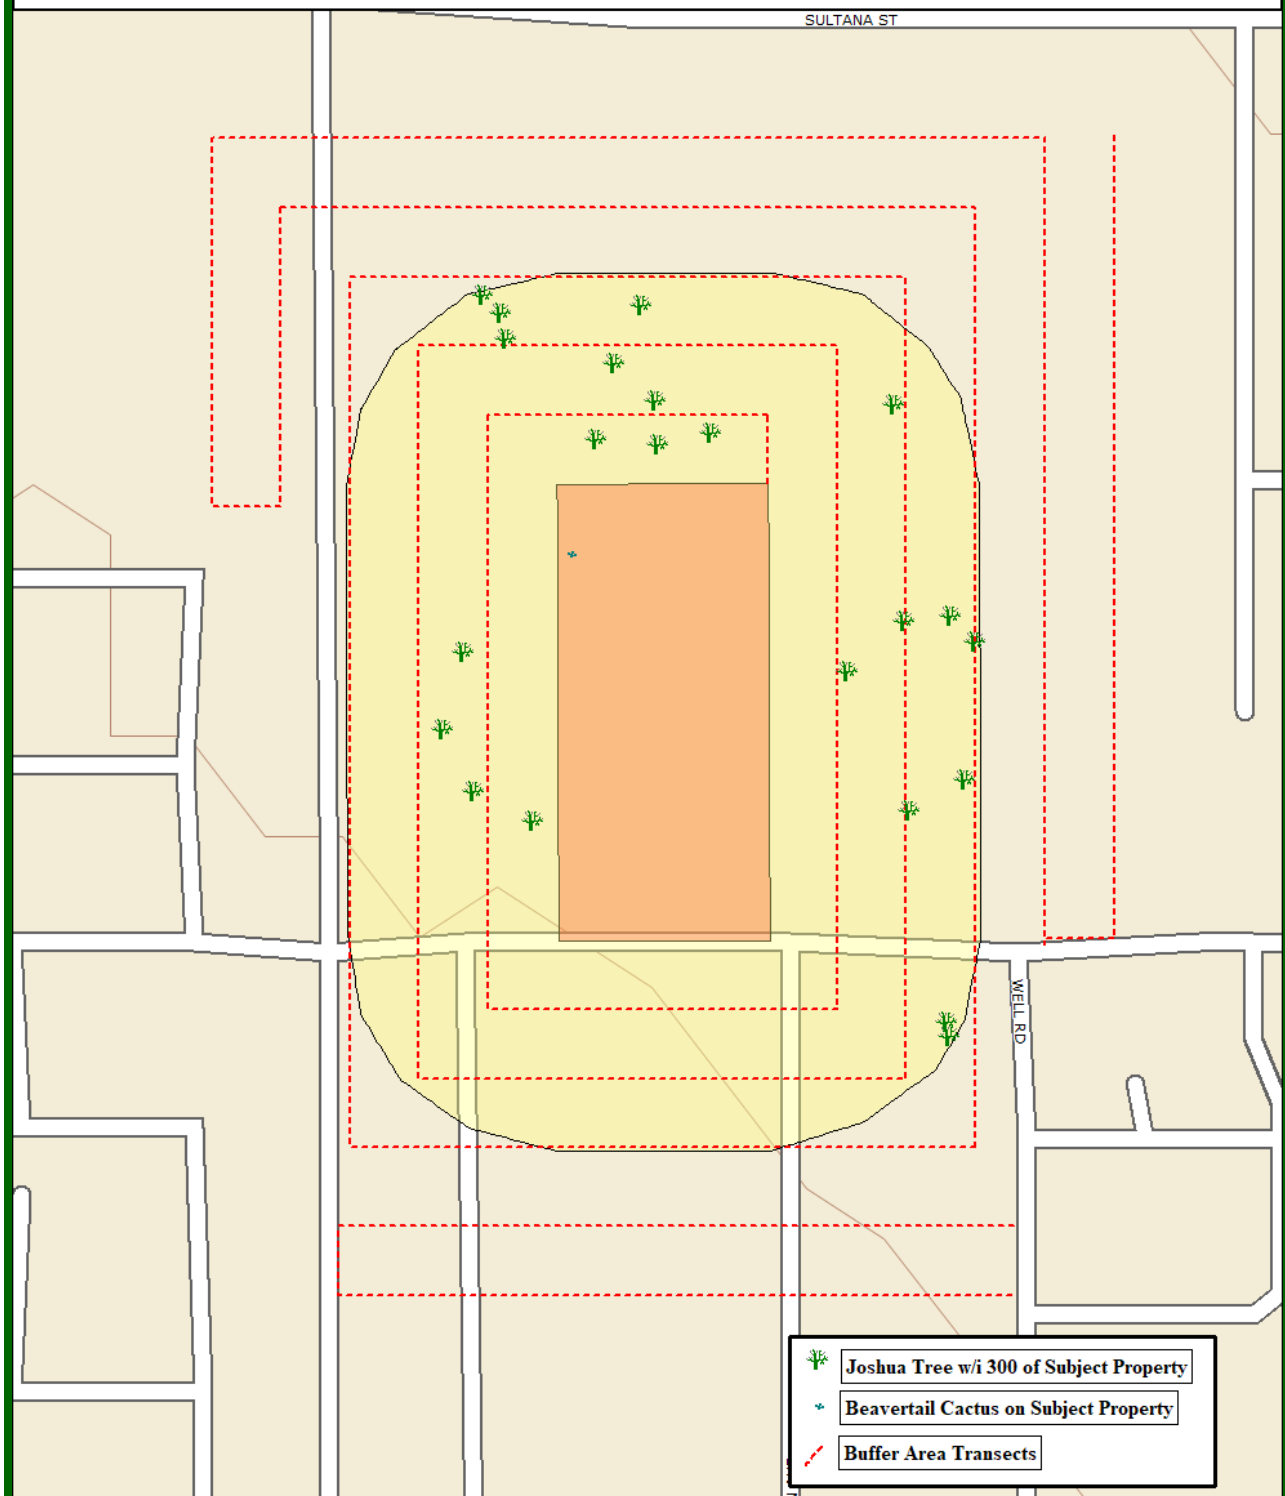 SULTANA ST
WELL RD
Joshua Tree w/i 300 of Subject Property
Beavertail Cactus on Subject Property
Buffer Area Transects